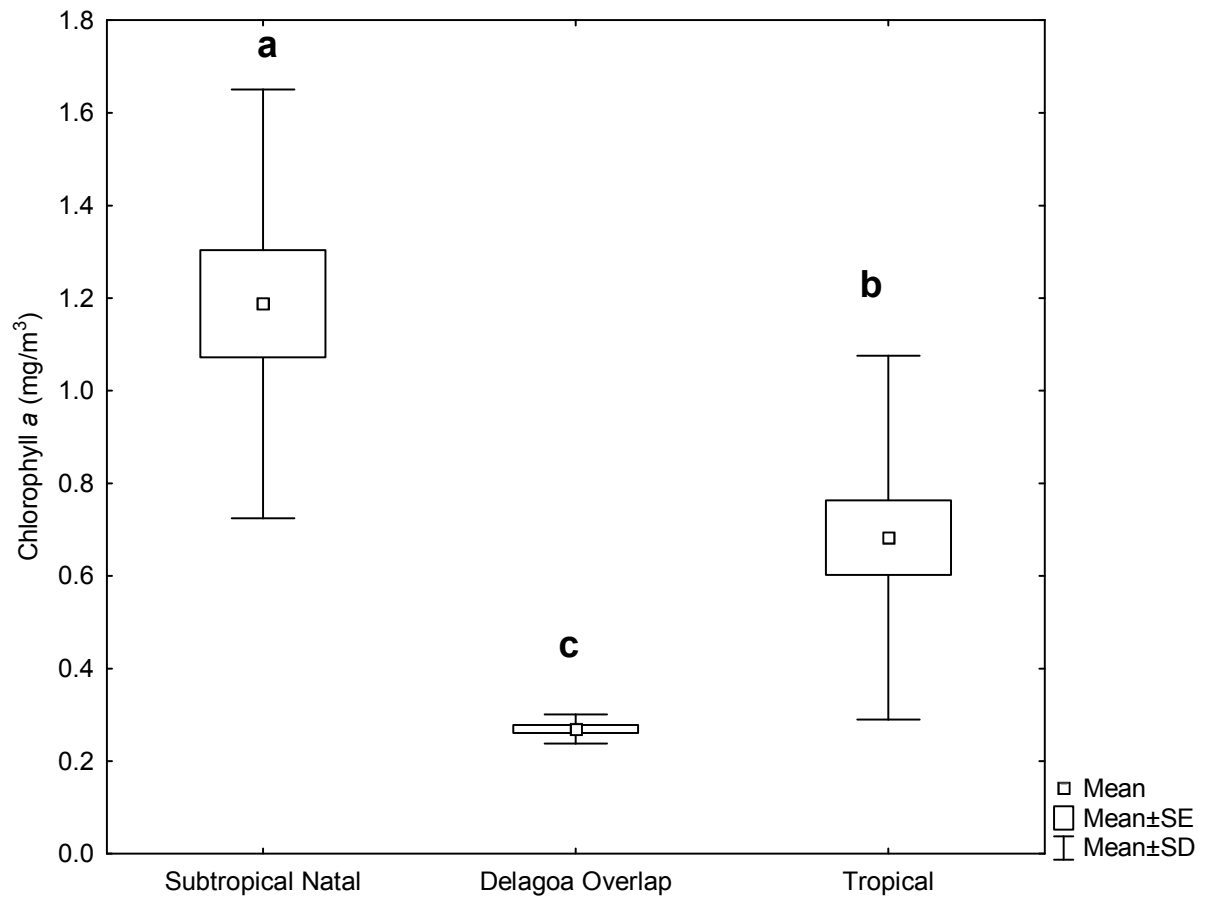 1.8
1.6
1.4
1.2
1.0
0.8
0.6
0.4
0.2
0.0
Chlorophyll a (mg/m³)
a
c
b
Subtropical Natal
Delagoa Overlap
Tropical
Mean
Mean±SE
Mean±SD